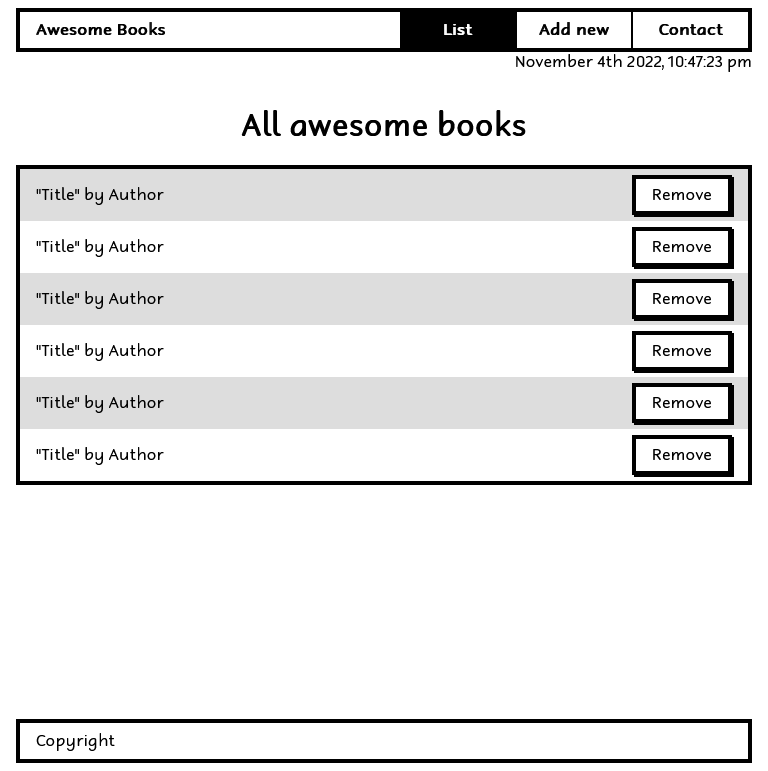 Awesome Books List Add new Contact
November 4th 2022, 10:47:23 pm
All awesome books
"Title" by Author Remove
"Title" by Author Remove
"Title" by Author Remove
"Title" by Author Remove
"Title" by Author Remove
"Title" by Author Remove
Copyright